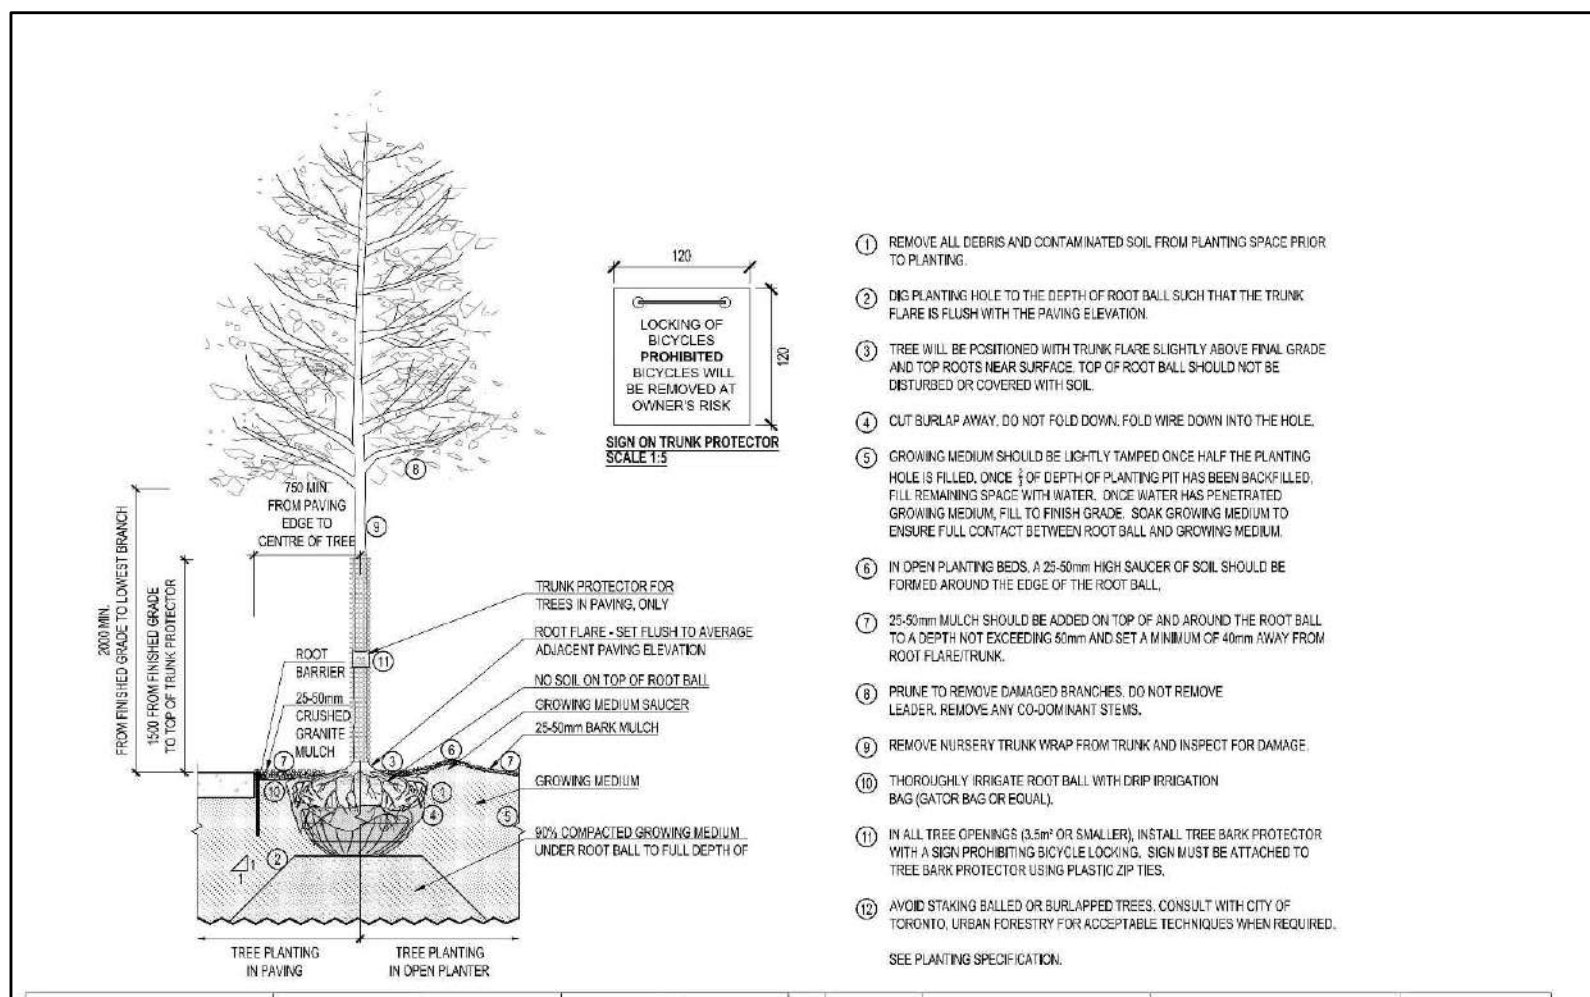 120
120
LOCKING OF
BICYCLES
PROHIBITED
BICYCLES WILL
BE REMOVED AT
OWNER'S RISK
SIGN ON TRUNK PROTECTOR
SCALE 1:5
8
750 MIN.
FROM PAVING
EDGE TO
CENTRE OF TREE
9
2000 MIN.
FROM FINISHED GRADE TO LOWEST BRANCH
1500 FROM FINISHED GRADE
TO TOP OF TRUNK PROTECTOR
TRUNK PROTECTOR FOR
TREES IN PAVING, ONLY
ROOT FLARE - SET FLUSH TO AVERAGE
ADJACENT PAVING ELEVATION
11
NO SOIL ON TOP OF ROOT BALL
GROWING MEDIUM SAUCER
25-50mm BARK MULCH
ROOT
BARRIER
25-50mm
CRUSHED
GRANITE
MULCH
7
3
6
7
10
4
5
GROWING MEDIUM
90% COMPACTED GROWING MEDIUM
UNDER ROOT BALL TO FULL DEPTH OF
2
1
1
TREE PLANTING
IN PAVING
TREE PLANTING
IN OPEN PLANTER
1 REMOVE ALL DEBRIS AND CONTAMINATED SOIL FROM PLANTING SPACE PRIOR
TO PLANTING.
2 DIG PLANTING HOLE TO THE DEPTH OF ROOT BALL SUCH THAT THE TRUNK
FLARE IS FLUSH WITH THE PAVING ELEVATION.
3 TREE WILL BE POSITIONED WITH TRUNK FLARE SLIGHTLY ABOVE FINAL GRADE
AND TOP ROOTS NEAR SURFACE. TOP OF ROOT BALL SHOULD NOT BE
DISTURBED OR COVERED WITH SOIL.
4 CUT BURLAP AWAY. DO NOT FOLD DOWN. FOLD WIRE DOWN INTO THE HOLE.
5 GROWING MEDIUM SHOULD BE LIGHTLY TAMPED ONCE HALF THE PLANTING
HOLE IS FILLED. ONCE OF DEPTH OF PLANTING PIT HAS BEEN BACKFILLED,
FILL REMAINING SPACE WITH WATER. ONCE WATER HAS PENETRATED
GROWING MEDIUM, FILL TO FINISH GRADE. SOAK GROWING MEDIUM TO
ENSURE FULL CONTACT BETWEEN ROOT BALL AND GROWING MEDIUM.
6 IN OPEN PLANTING BEDS, A 25-50mm HIGH SAUCER OF SOIL SHOULD BE
FORMED AROUND THE EDGE OF THE ROOT BALL.
7 25-50mm MULCH SHOULD BE ADDED ON TOP OF AND AROUND THE ROOT BALL
TO A DEPTH NOT EXCEEDING 50mm AND SET A MINIMUM OF 40mm AWAY FROM
ROOT FLARE/TRUNK.
8 PRUNE TO REMOVE DAMAGED BRANCHES. DO NOT REMOVE
LEADER. REMOVE ANY CO-DOMINANT STEMS.
9 REMOVE NURSERY TRUNK WRAP FROM TRUNK AND INSPECT FOR DAMAGE.
10 THOROUGHLY IRRIGATE ROOT BALL WITH DRIP IRRIGATION
BAG (GATOR BAG OR EQUAL).
11 IN ALL TREE OPENINGS (3.5m² OR SMALLER), INSTALL TREE BARK PROTECTOR
WITH A SIGN PROHIBITING BICYCLE LOCKING. SIGN MUST BE ATTACHED TO
TREE BARK PROTECTOR USING PLASTIC ZIP TIES.
12 AVOID STAKING BALLED OR BURLAPPED TREES. CONSULT WITH CITY OF
TORONTO, URBAN FORESTRY FOR ACCEPTABLE TECHNIQUES WHEN REQUIRED.
SEE PLANTING SPECIFICATION.